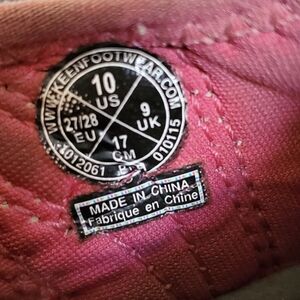 WWW.KEENFOOTWEAR.COM
10
US
27/28
EU
9
UK
17
CM
1012061
010115
MADE IN CHINA
Fabrique en Chine